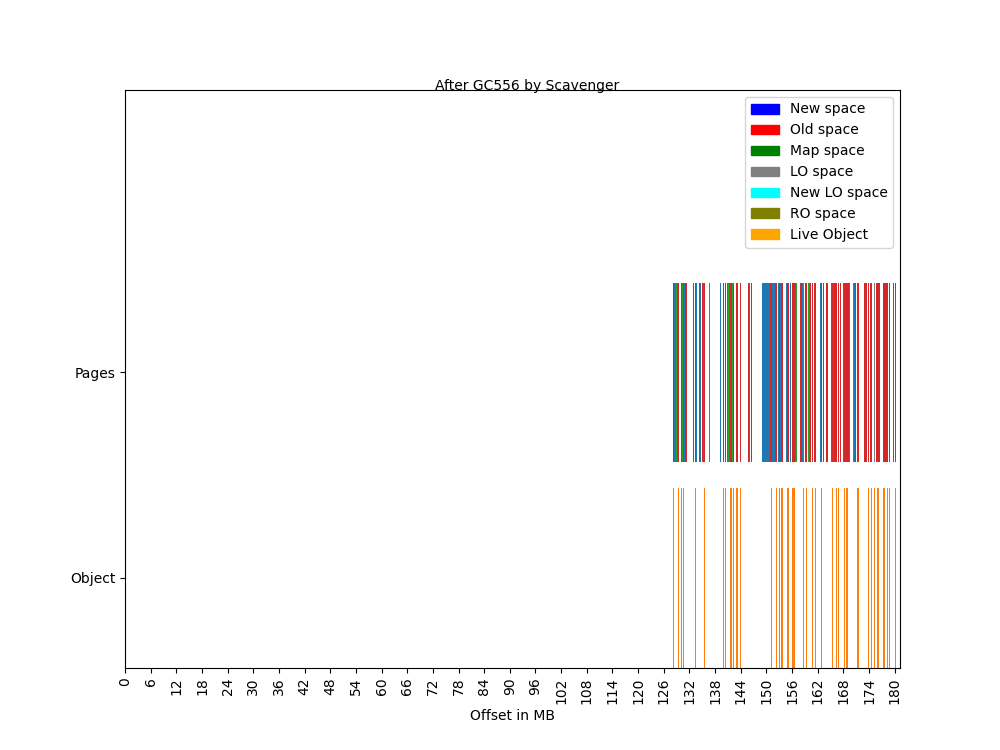 After GC556 by Scavenger
New space
Old space
Map space
LO space
New LO space
RO space
Live Object
Pages
Object
0 6 12 18 24 30 36 42 48 54 60 66 72 78 84 90 96 102 108 114 120 126 132 138 144 150 156 162 168 174 180
Offset in MB